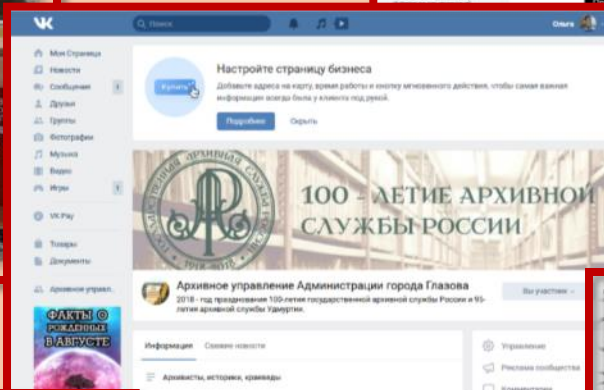 Поиск
Ольга
Моя Страница
Новости
Сообщения
Друзья
Группы
Фотографии
Музыка
Видео
Игры
VK Pay
Товары
Документы
Архивное управл..
Настройте страницу бизнеса
Добавьте адреса на карту, время работы и кнопку мгновенного действия, чтобы самая важная
информация всегда была у клиента под рукой.
Купить
Подробнее Скрыть
100 - ЛЕТИЕ АРХИВНОЙ
СЛУЖБЫ РОССИИ
1918-2018
Архивное управление Администрации города Глазова
2018 - год празднования 100-летия государственной архивной службы России и 95-
летия архивной службы Удмуртии.
Вы участник
ФАКТЫ О
РОЖДЕННЫХ
В АВГУСТЕ
Информация Свежие новости
Архивисты, историки, краеведы
Управление
Реклама сообщества
Комментарии